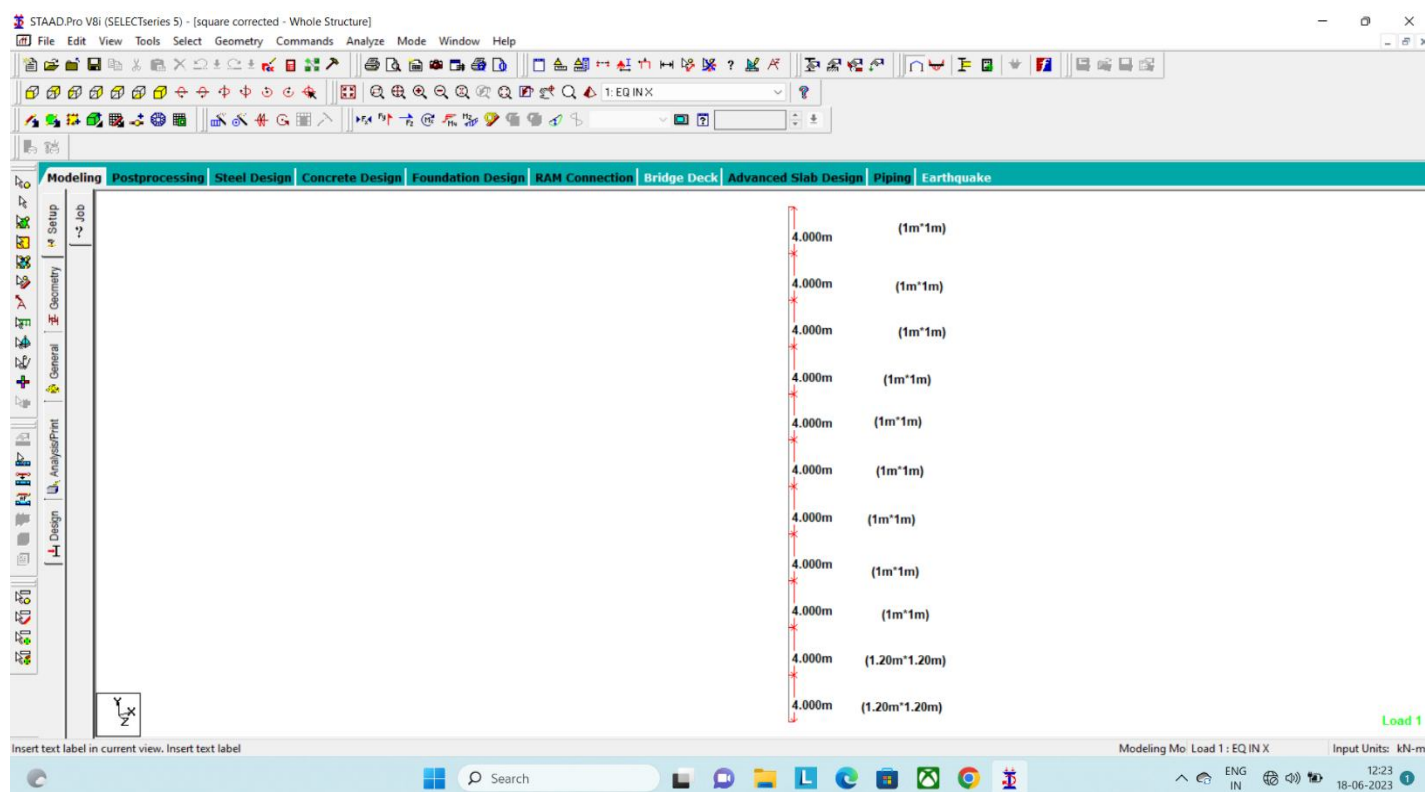 STAAD.Pro V8i (SELECTseries 5) - [square corrected - Whole Structure]
File Edit View Tools Select Geometry Commands Analyze Mode Window Help
1: EQ IN X
Modeling Postprocessing Steel Design Concrete Design Foundation Design RAM Connection Bridge Deck Advanced Slab Design Piping Earthquake
Setup
Job
Geometry
General
Analysis/Print
Design
4.000m (1m*1m)
4.000m (1m*1m)
4.000m (1m*1m)
4.000m (1m*1m)
4.000m (1m*1m)
4.000m (1m*1m)
4.000m (1m*1m)
4.000m (1m*1m)
4.000m (1m*1m)
4.000m (1.20m*1.20m)
4.000m (1.20m*1.20m)
Y
X
Z
Load 1
Insert text label in current view. Insert text label
Modeling Mo Load 1 : EQ IN X Input Units: kN-m
Search
ENG
IN
12:23
18-06-2023
1